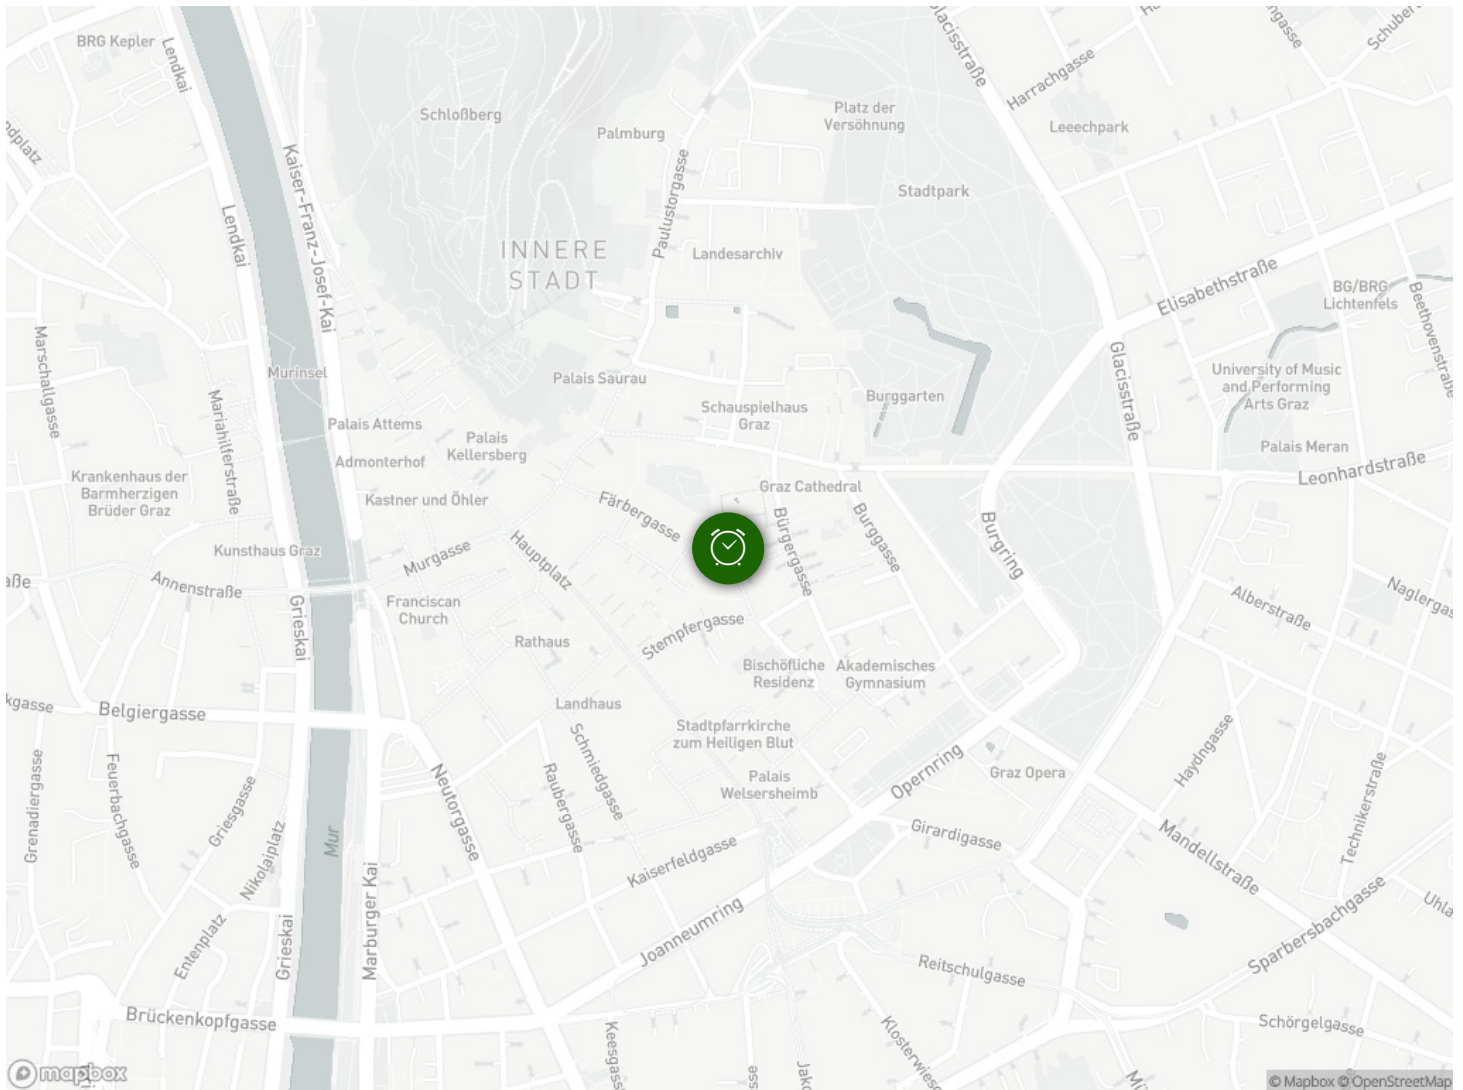 BRG Kepler
Lendkai
Schloßberg
Palmburg
Platz der
Versöhnung
Glacisstraße
Harrachgasse
Leeechpark
Kaiser-Franz-Josef-Kai
Paulustorgasse
Stadtpark
Lendkai
INNERE
STADT
Landesarchiv
Elisabethstraße
BG/BRG
Lichtenfels
Beethovenstraße
Marschallgasse
Murinsel
Mariahilferstraße
Palais Saurau
Burggarten
Glacisstraße
University of Music
and Performing
Arts Graz
Palais Attems
Schauspielhaus
Graz
Palais
Kellersberg
Admonterhof
Palais Meran
Leonhardstraße
Krankenhaus der
Barmherzigen
Brüder Graz
Kastner und Öhler
Färbergasse
Graz Cathedral
Bürgergasse
Burggasse
Burgring
Kunsthaus Graz
Murgasse
Hauptplatz
Annenstraße
Grieskai
Franciscan
Church
Alberstraße
Rathaus
Stempfergasse
Bischöfliche
Residenz
Akademisches
Gymnasium
Belgiergasse
Landhaus
Schmiedgasse
Stadtpfarrkirche
zum Heiligen Blut
Palais
Welsersheimb
Opernring
Graz Opera
Haydngasse
Grenadiergasse
Feuerbachgasse
Griesgasse
Nikolaiplatz
Mur
Neutorgasse
Raubergasse
Kaiserfeldgasse
Girardigasse
Mandellstraße
Technikerstraße
Entenplatz
Grieskai
Marburger Kai
Joanneumring
Reitschulgasse
Sparbersbachgasse
Brückenkopfgasse
Schörgelgasse
mapbox
© Mapbox © OpenStreetMap